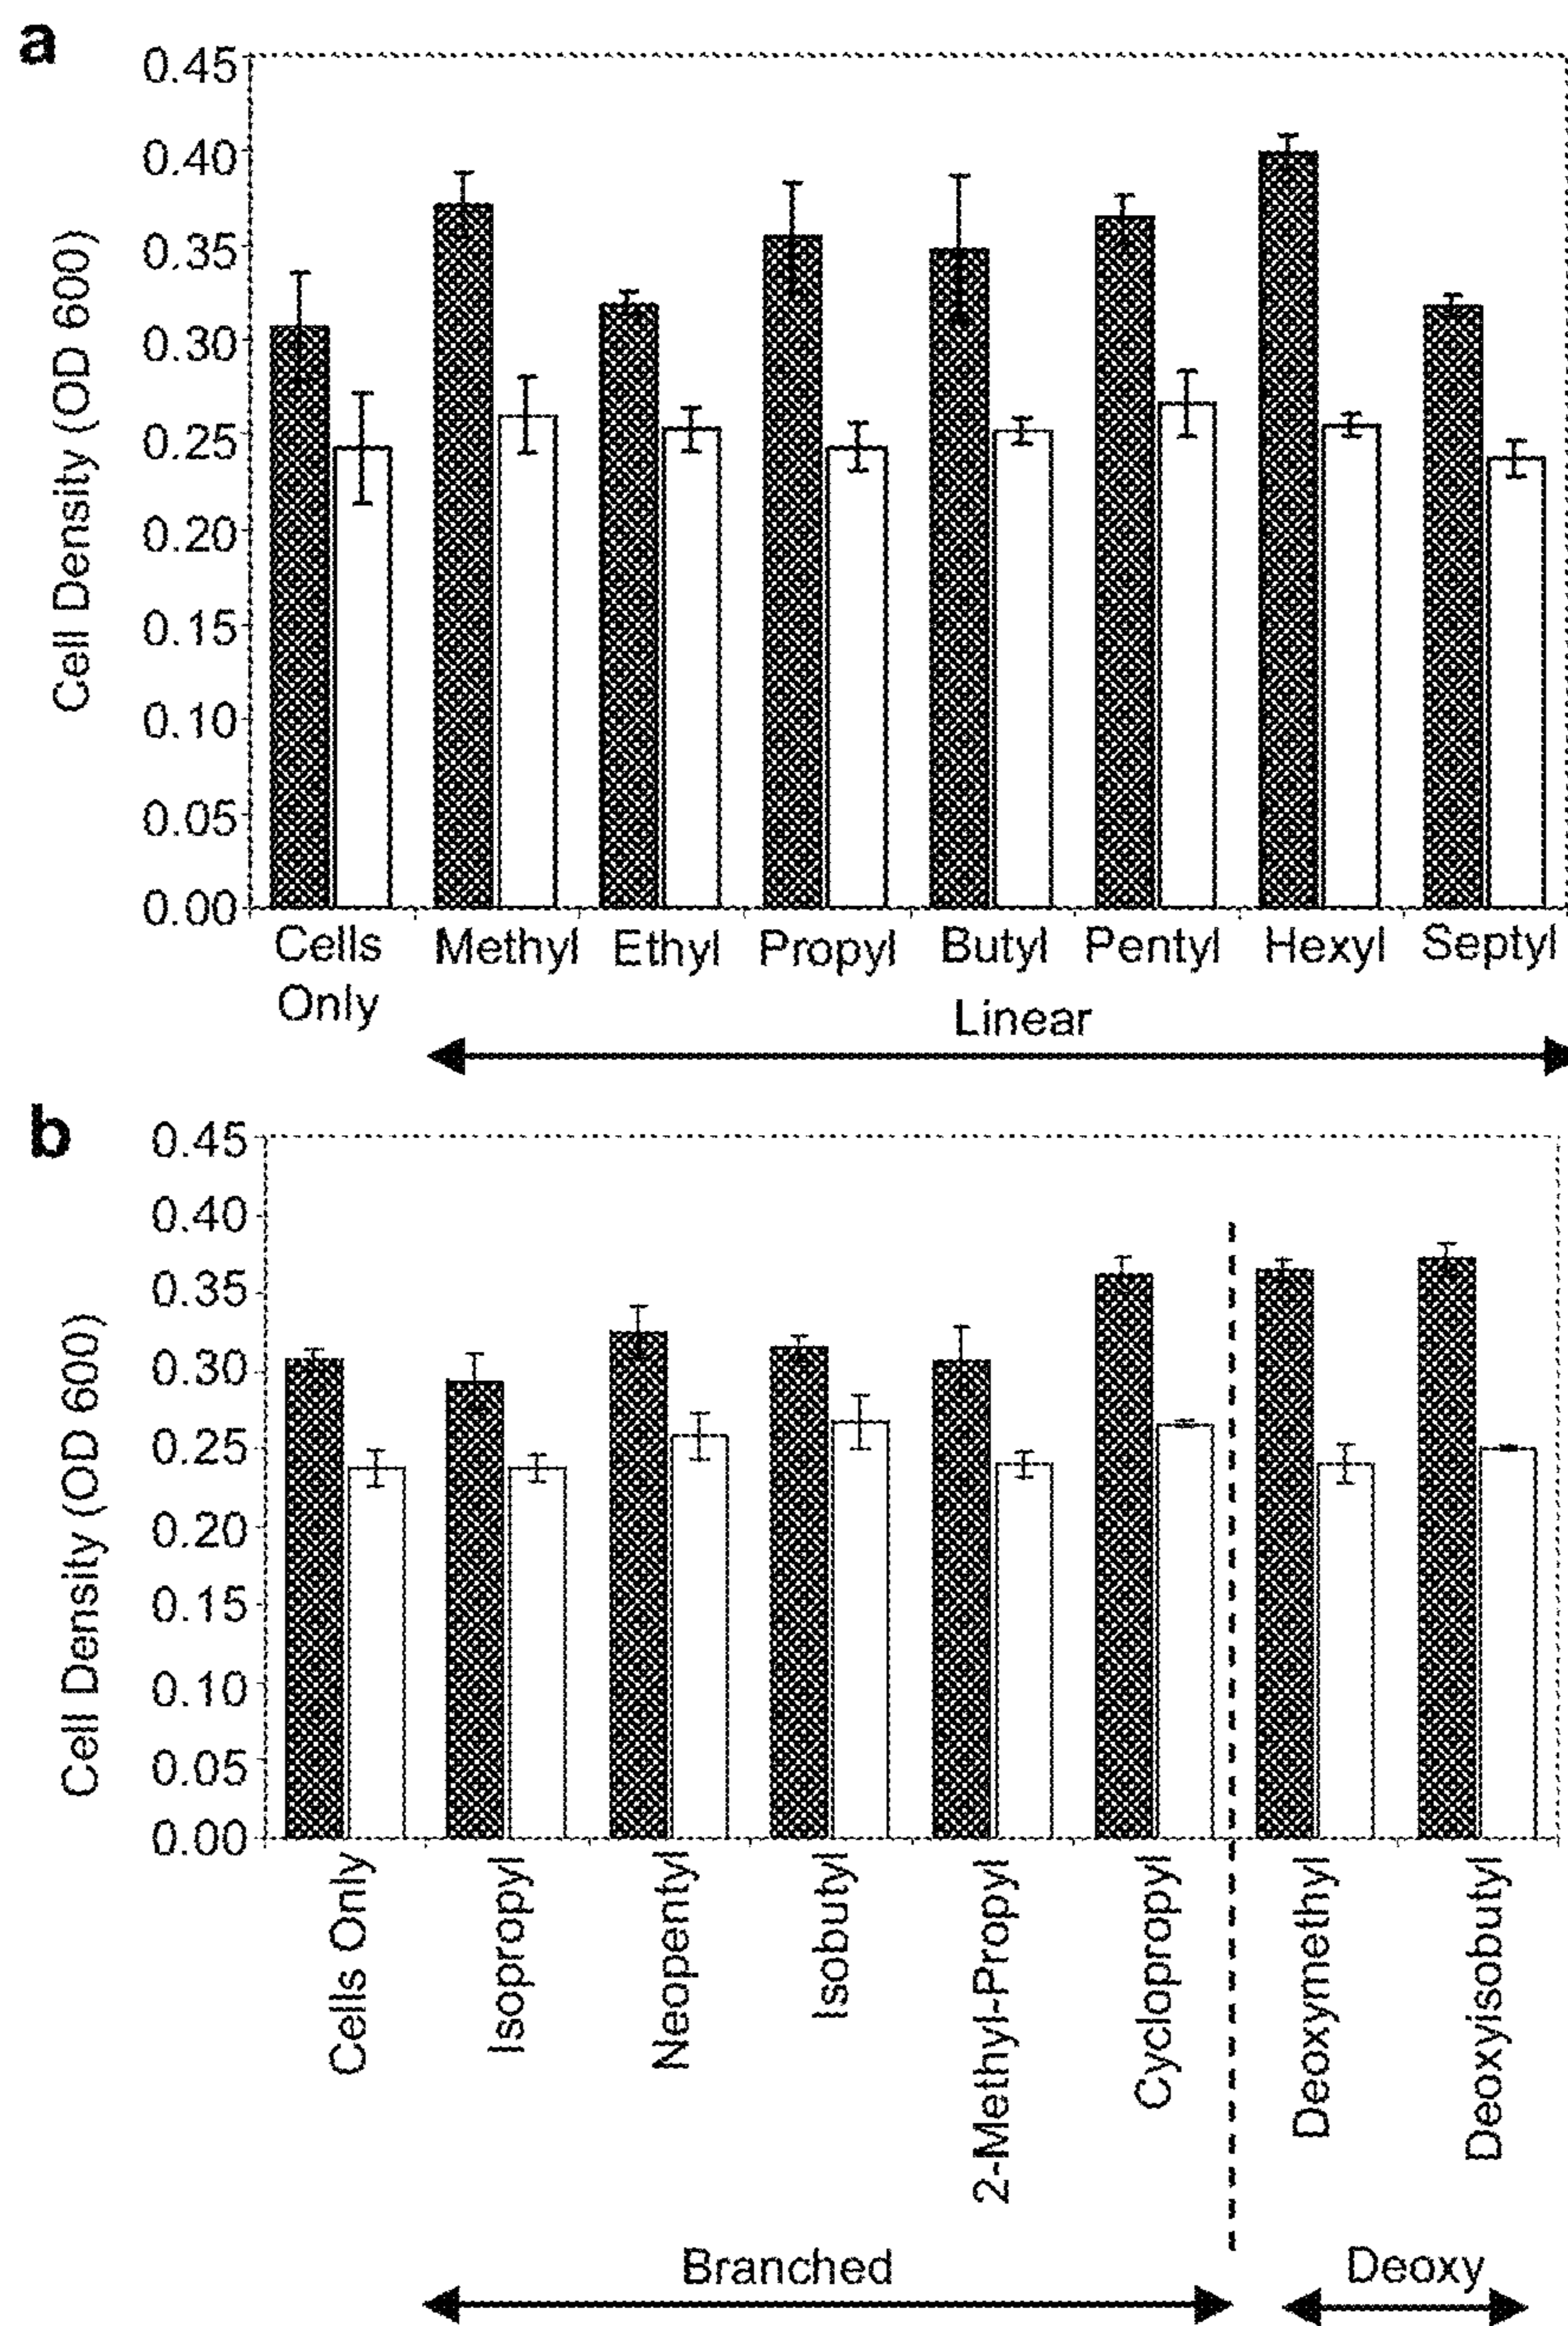 a
Cell Density (OD 600)
0.45
0.40
0.35
0.30
0.25
0.20
0.15
0.10
0.05
0.00
Cells Only
Methyl
Ethyl
Propyl
Butyl
Pentyl
Hexyl
Septyl
Linear
b
Cell Density (OD 600)
0.45
0.40
0.35
0.30
0.25
0.20
0.15
0.10
0.05
0.00
Cells Only
Isopropyl
Neopentyl
Isobutyl
2-Methyl-Propyl
Cyclopropyl
Deoxymethyl
Deoxyisobutyl
Branched
Deoxy